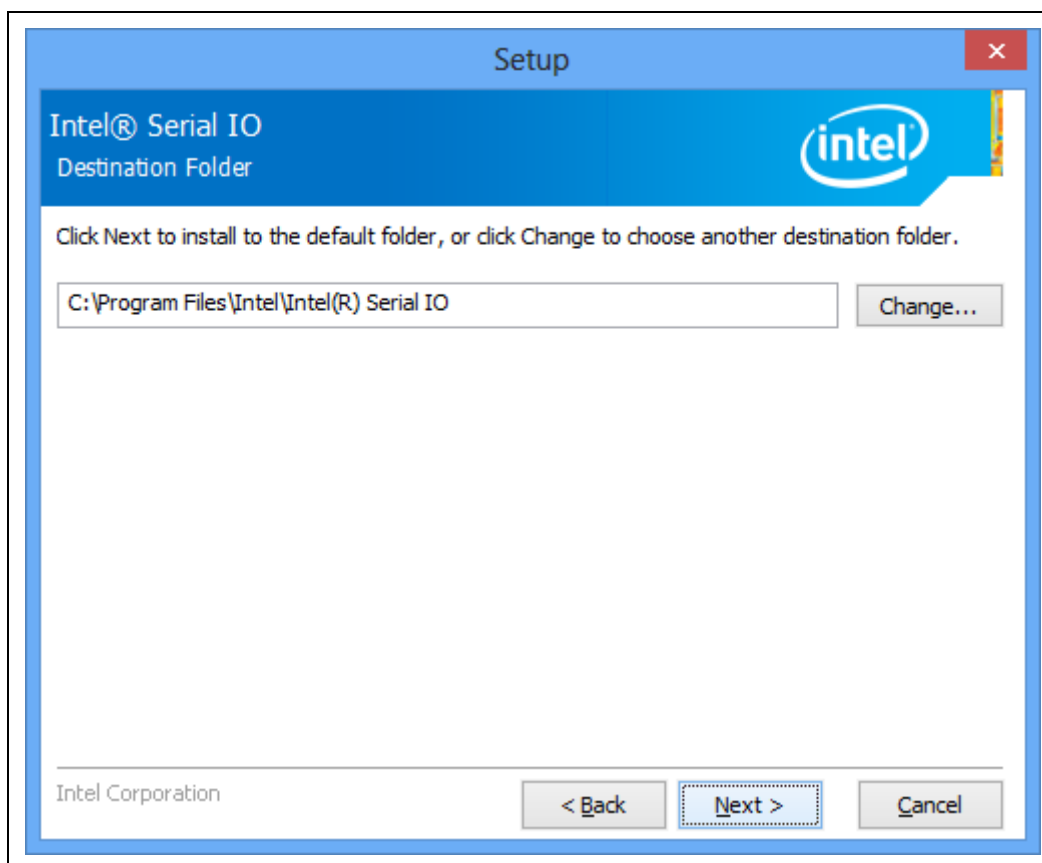 Setup
Intel® Serial IO
Destination Folder
intel
Click Next to install to the default folder, or click Change to choose another destination folder.
C:\Program Files\Intel\Intel(R) Serial IO
Change...
Intel Corporation
< Back
Next >
Cancel